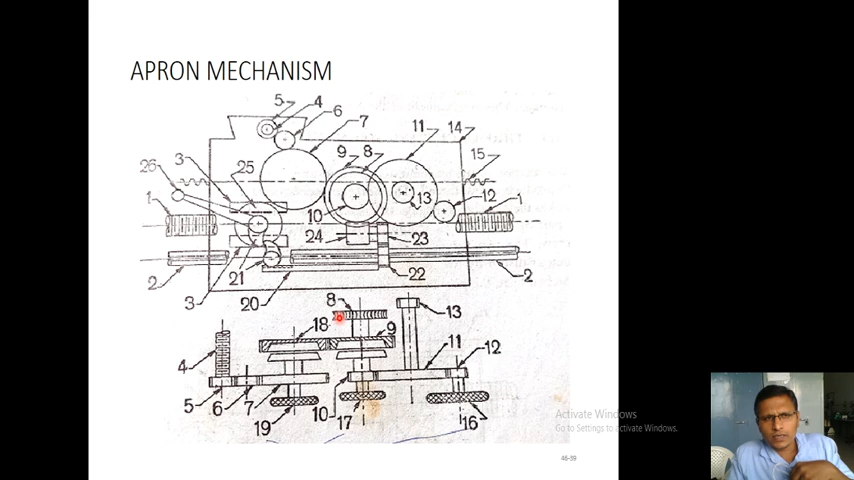 APRON MECHANISM
5 4 6
7 11 14
9 8 15
26 3 25 13 12
1 10 1
24 23
2 3 21 20 22 2
8 13
18 9 11 12
4
5 6 7 19 10 17 16
Activate Windows
Go to Settings to activate Windows.